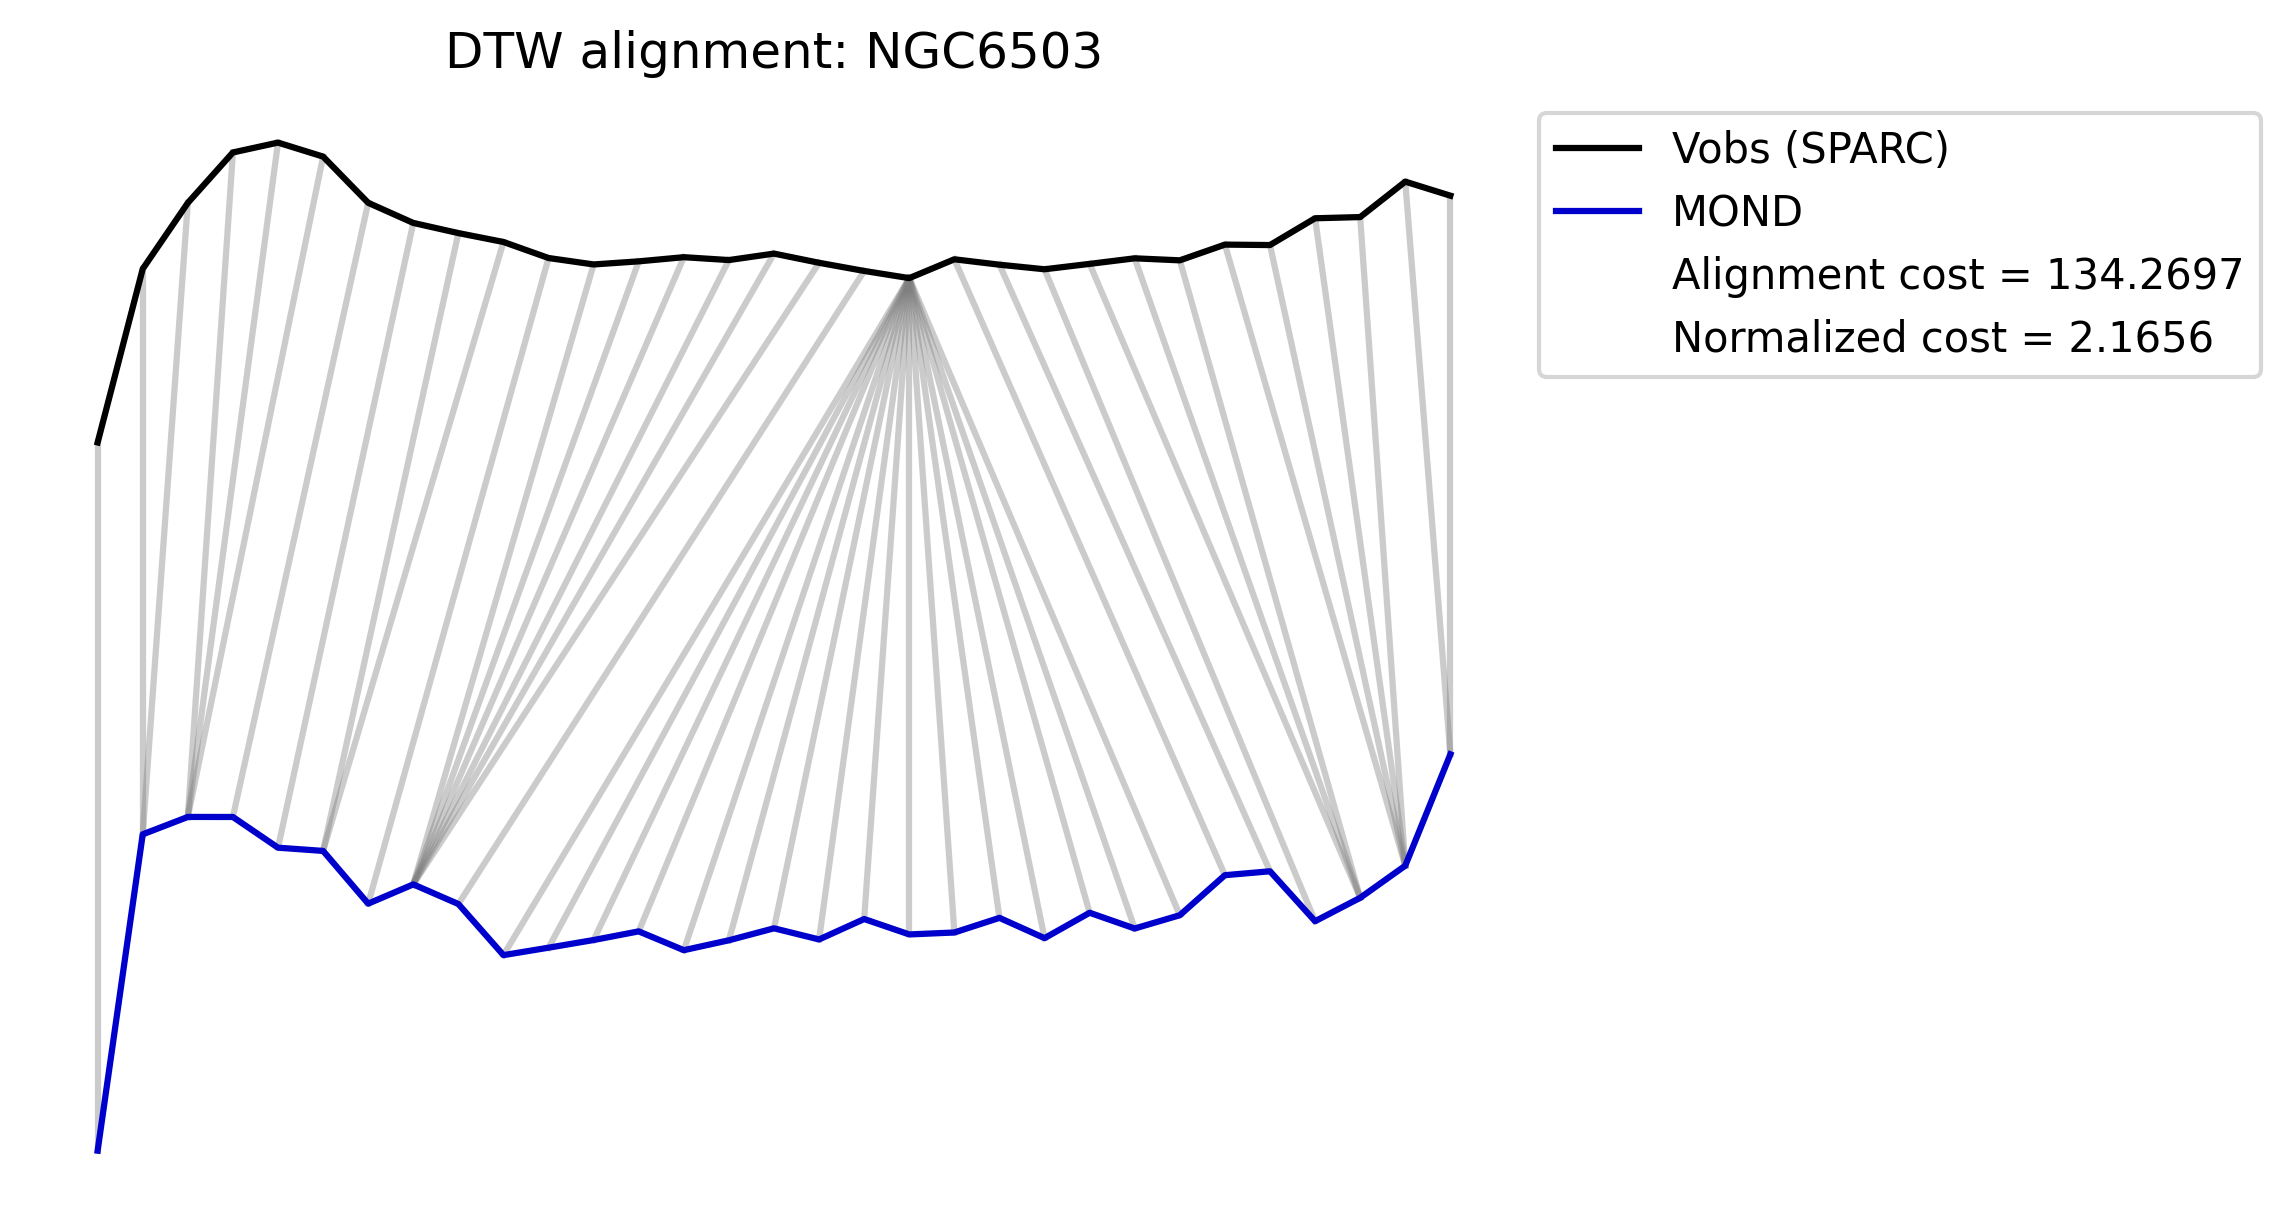 DTW alignment: NGC6503
Vobs (SPARC)
MOND
Alignment cost = 134.2697
Normalized cost = 2.1656